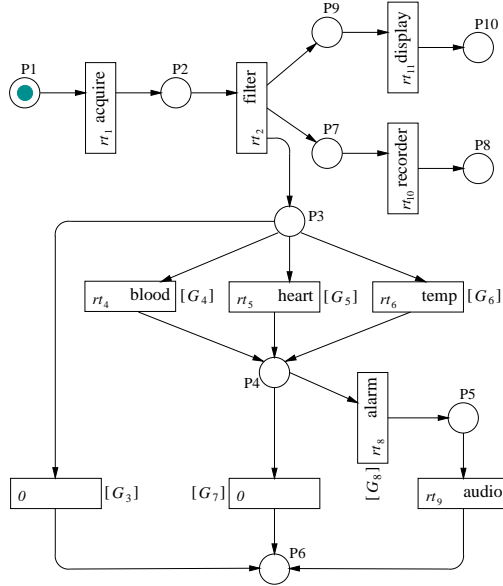 P9
P10
display
rt11
P1
P2
acquire
rt1
filter
rt2
P7
P8
recorder
rt10
P3
rt4 blood [G4]
rt5 heart [G5]
rt6 temp [G6]
P4
alarm
rt8
[G8]
P5
0 [G3]
[G7] 0
rt9 audio
P6